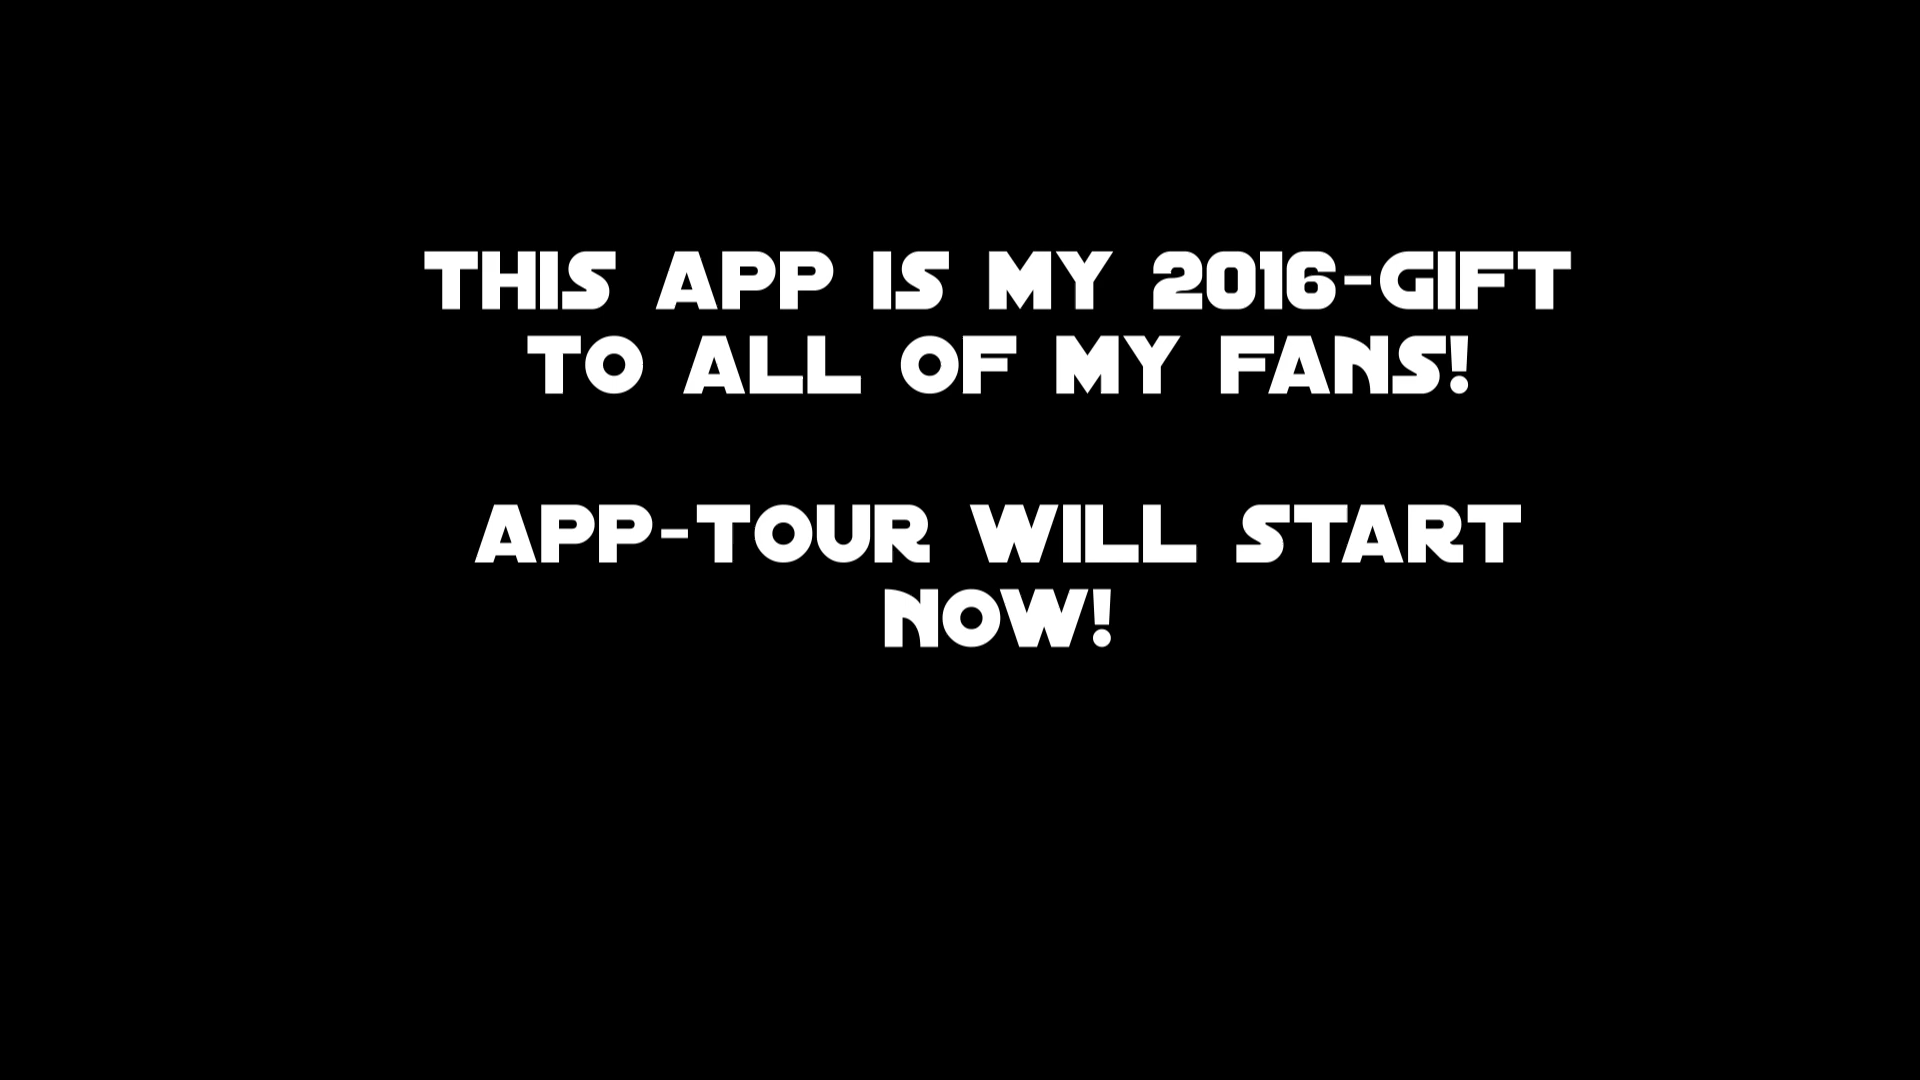 THIS APP IS MY 2016-GIFT
TO ALL OF MY FANS!
APP-TOUR WILL START
NOW!